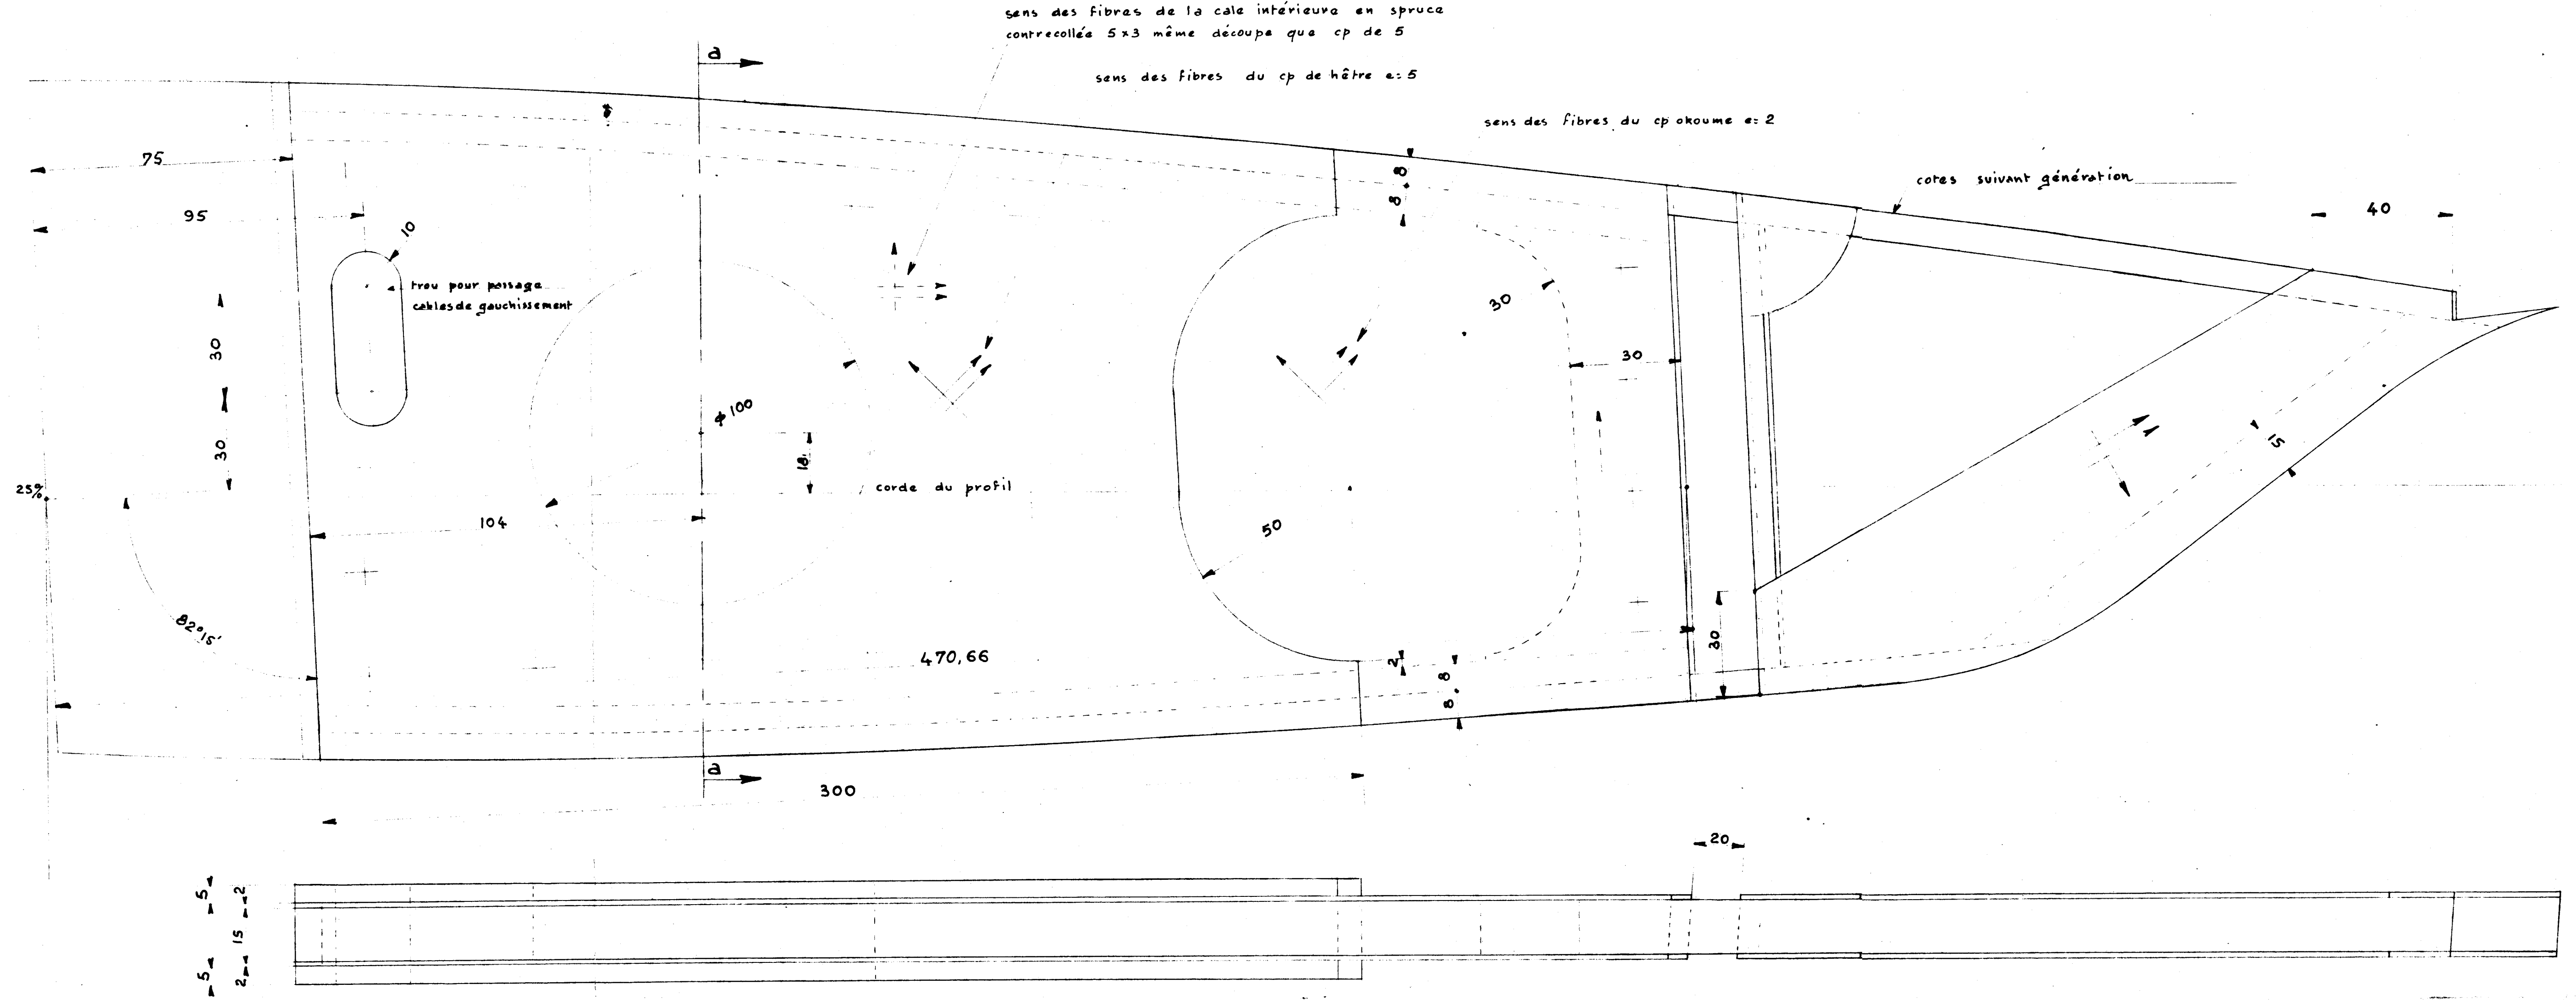 sens des fibres de la cale intérieure en spruce
contrecollée 5x3 même découpe que cp de 5
a
sens des fibres du cp de hêtre e=5
sens des fibres du cp okoume e=2
75
8.8
cotes suivant génération
95
40
10
trou pour passage
cables de gauchissement
30
30
30
ϕ100
30
18
15
25%
corde du profil
104
50
82°15'
470,66
30
2
8.8
a
300
20
5
2
15
2
5